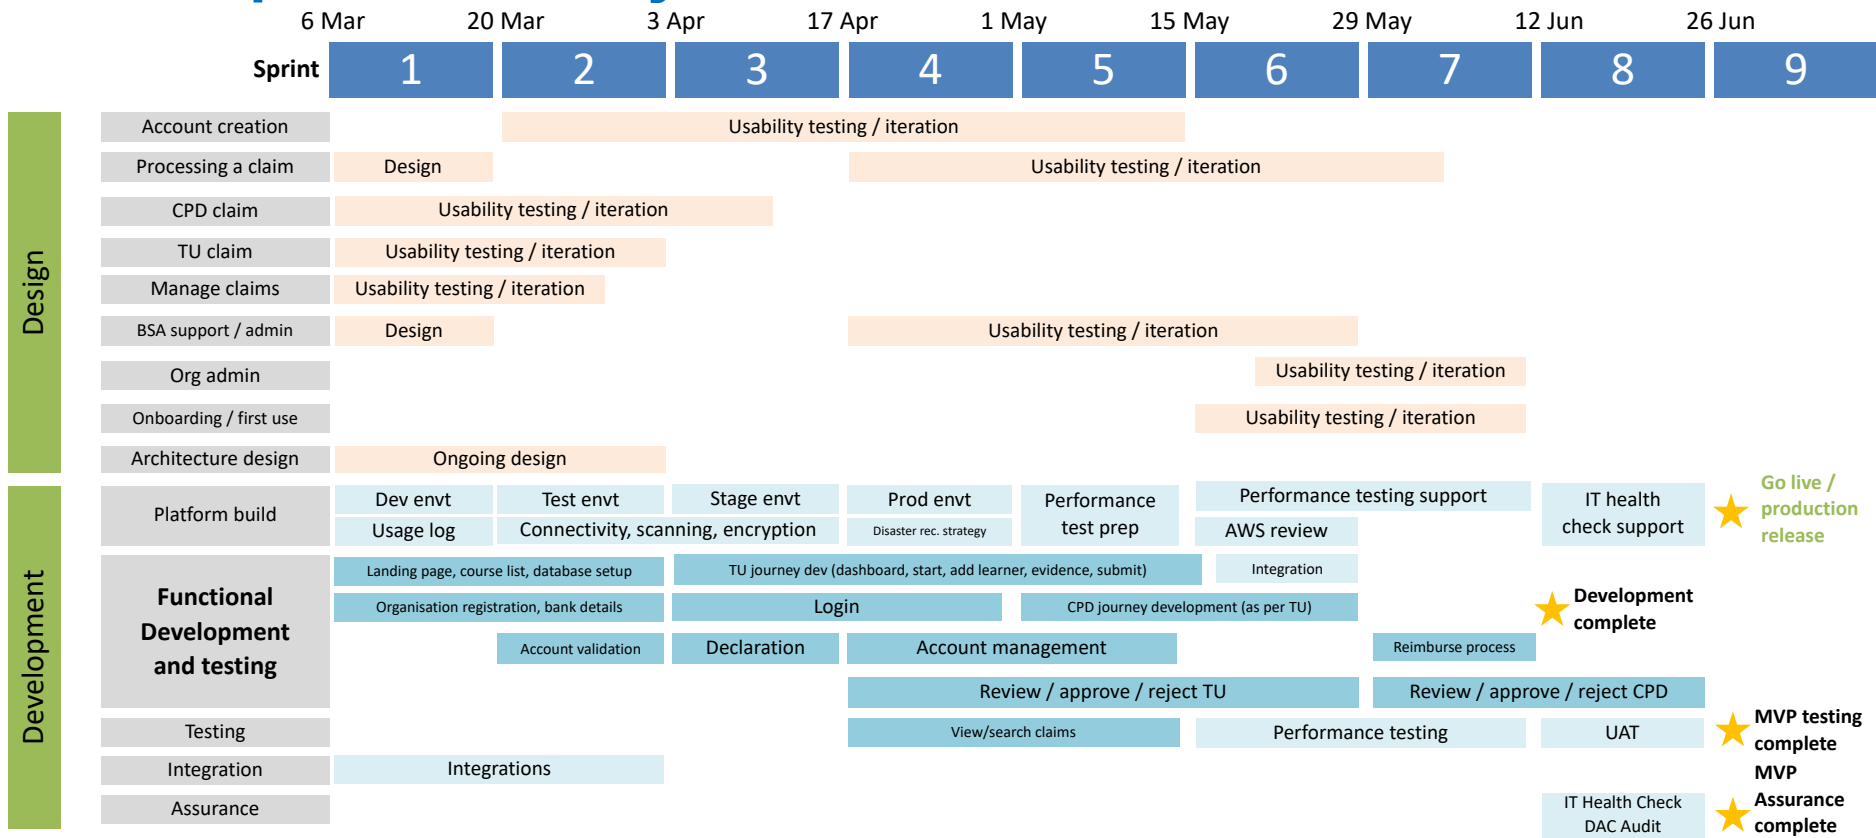 6 Mar 20 Mar 3 Apr 17 Apr 1 May 15 May 29 May 12 Jun 26 Jun
Sprint 1 2 3 4 5 6 7 8 9
Design
Account creation Usability testing / iteration
Processing a claim Design Usability testing / iteration
CPD claim Usability testing / iteration
TU claim Usability testing / iteration
Manage claims Usability testing / iteration
BSA support / admin Design Usability testing / iteration
Org admin Usability testing / iteration
Onboarding / first use Usability testing / iteration
Architecture design Ongoing design
Development
Platform build
Dev envt Test envt Stage envt Prod envt
Performance
test prep
Performance testing support
IT health
check support
Usage log Connectivity, scanning, encryption Disaster rec. strategy AWS review
Go live /
production
release
Functional
Development
and testing
Landing page, course list, database setup TU journey dev (dashboard, start, add learner, evidence, submit) Integration
Organisation registration, bank details Login CPD journey development (as per TU)
Development
complete
Account validation Declaration Account management Reimburse process
Review / approve / reject TU Review / approve / reject CPD
Testing View/search claims Performance testing UAT
MVP testing
complete
Integration Integrations
Assurance
IT Health Check
DAC Audit
MVP
Assurance
complete